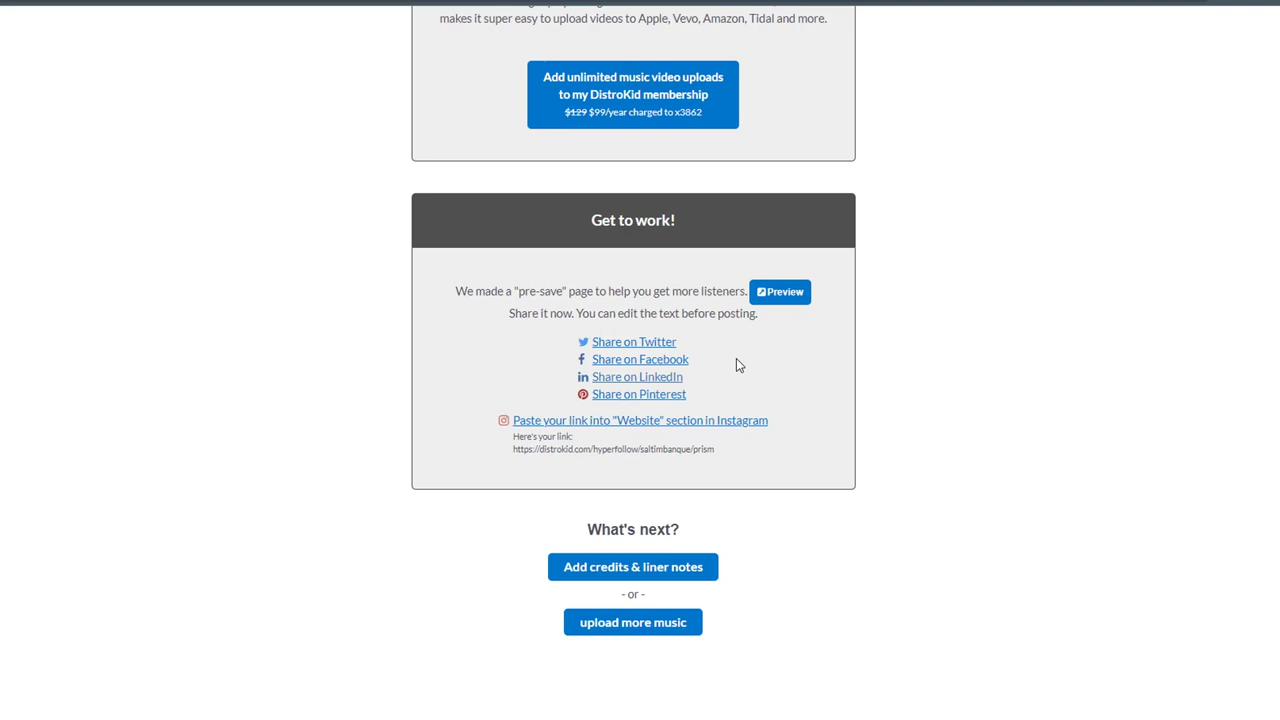 makes it super easy to upload videos to Apple, Vevo, Amazon, Tidal and more.
Add unlimited music video uploads
to my DistroKid membership
$129 $99/year charged to x3862
Get to work!
We made a "pre-save" page to help you get more listeners. Preview
Share it now. You can edit the text before posting.
Share on Twitter
Share on Facebook
Share on LinkedIn
Share on Pinterest
Paste your link into "Website" section in Instagram
Here's your link:
https://distrokid.com/hyperfollow/saltimbanque/prism
What's next?
Add credits & liner notes
- or -
upload more music